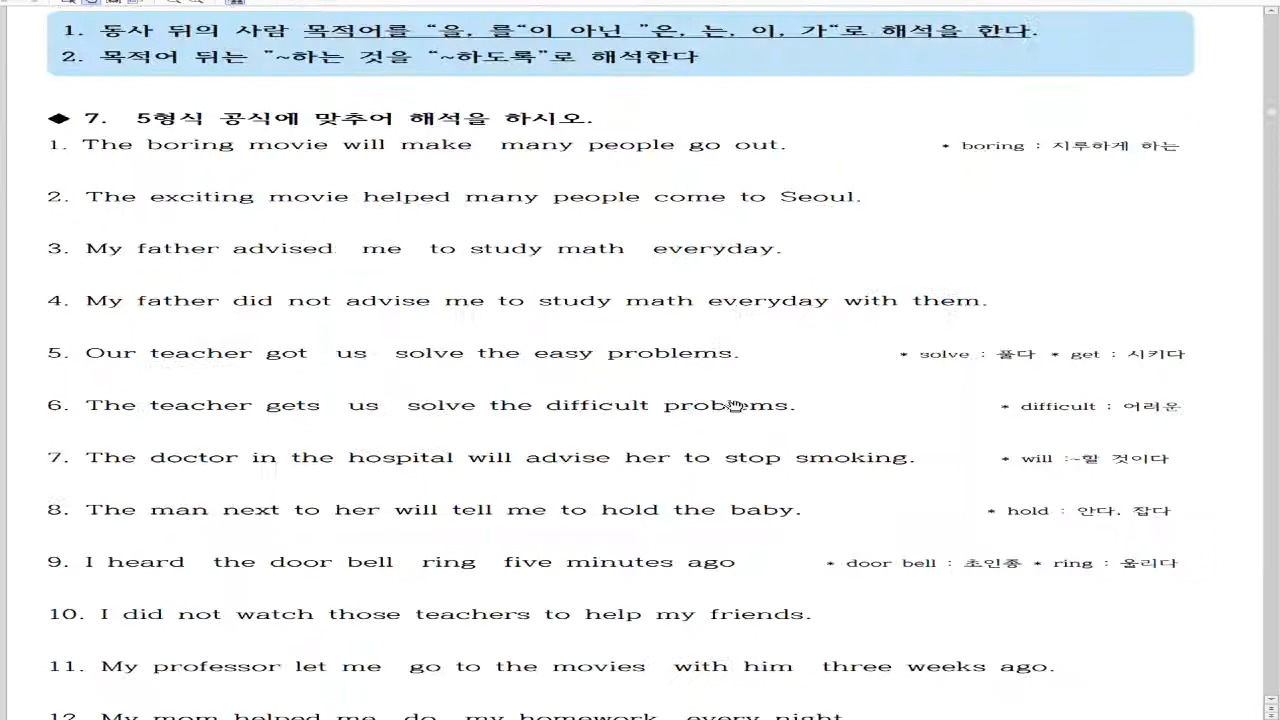 1. 동사 뒤의 사람 목적어를 “을, 를“이 아닌 ”은, 는, 이, 가“로 해석을 한다.
2. 목적어 뒤는 ”~하는 것을 “~하도록”로 해석한다
◆ 7. 5형식 공식에 맞추어 해석을 하시오.
1. The boring movie will make many people go out. * boring : 지루하게 하는
2. The exciting movie helped many people come to Seoul.
3. My father advised me to study math everyday.
4. My father did not advise me to study math everyday with them.
5. Our teacher got us solve the easy problems. * solve : 풀다 * get : 시키다
6. The teacher gets us solve the difficult problems. * difficult : 어려운
7. The doctor in the hospital will advise her to stop smoking. * will :~할 것이다
8. The man next to her will tell me to hold the baby. * hold : 안다. 잡다
9. I heard the door bell ring five minutes ago * door bell : 초인종 * ring : 울리다
10. I did not watch those teachers to help my friends.
11. My professor let me go to the movies with him three weeks ago.
12. My mom helped me do my homework every night